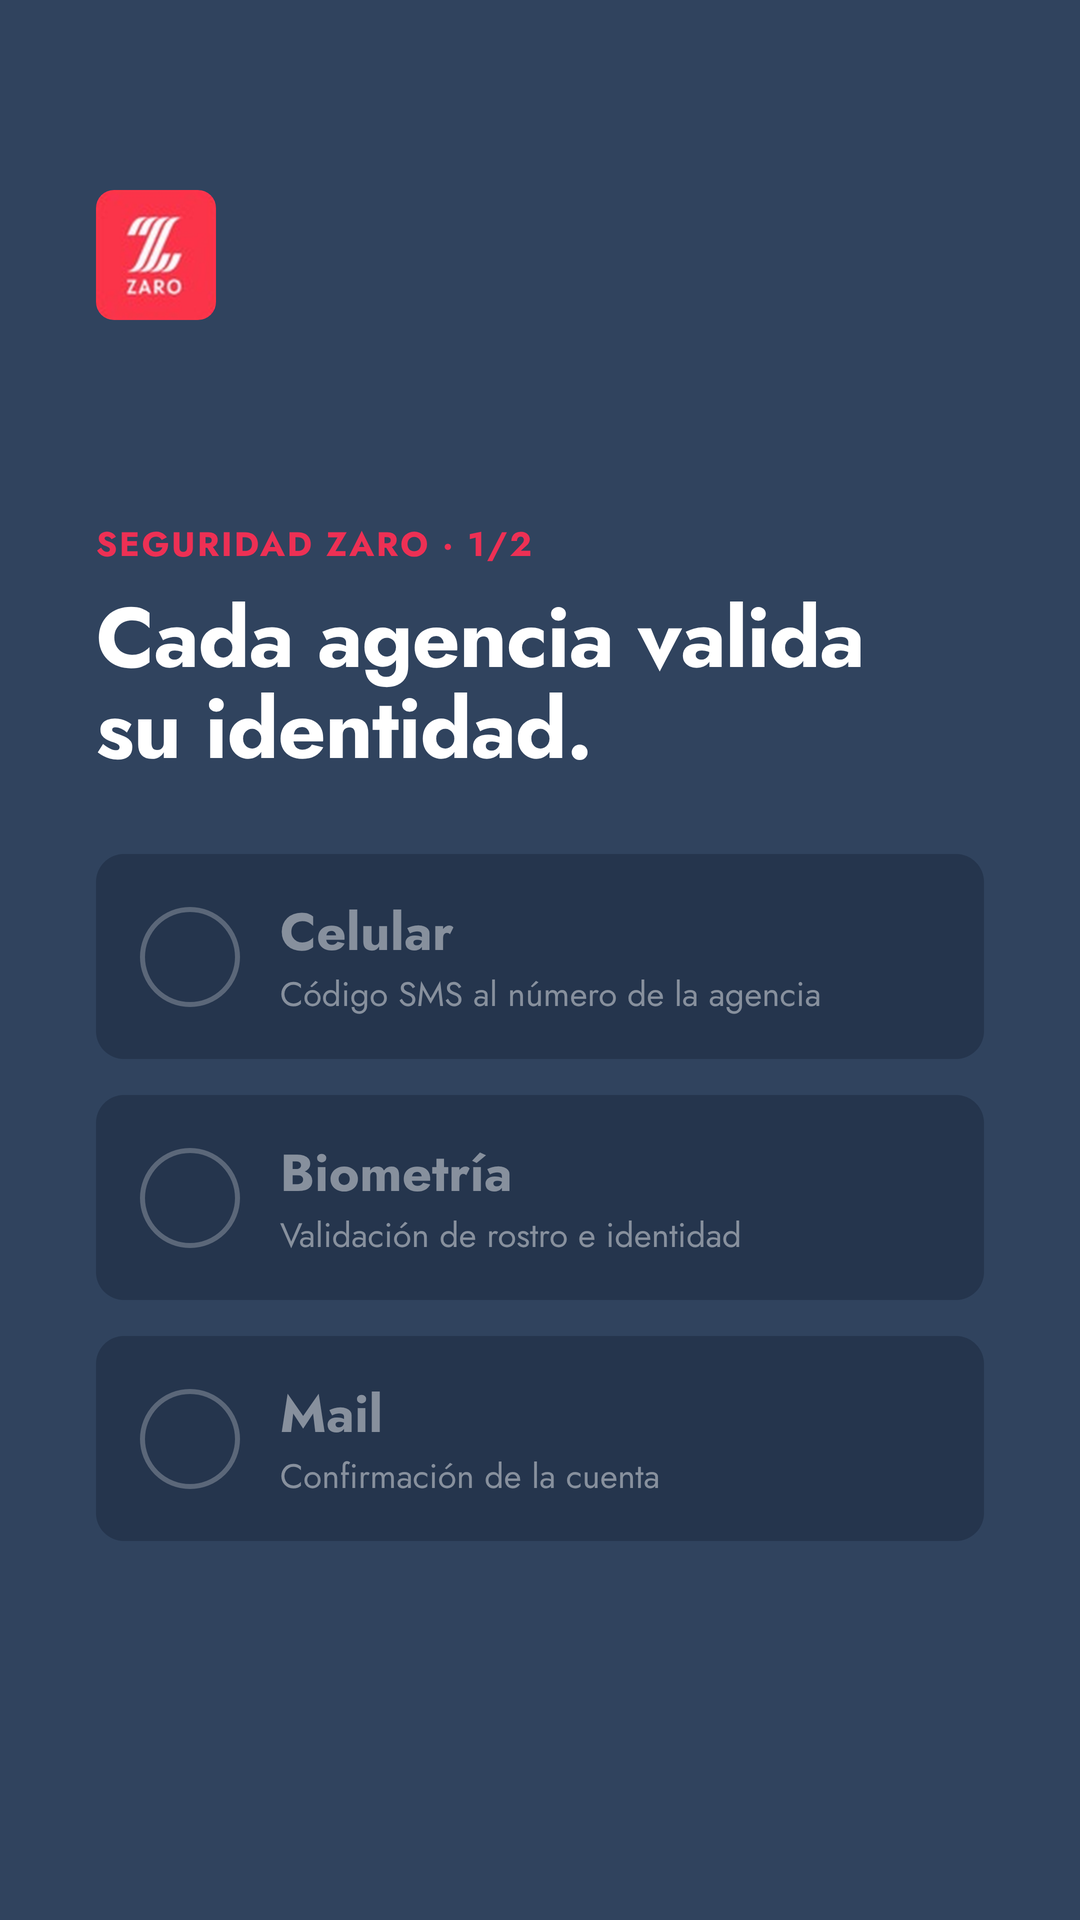 ZARO
SEGURIDAD ZARO · 1/2
Cada agencia valida
su identidad.
Celular
Código SMS al número de la agencia
Biometría
Validación de rostro e identidad
Mail
Confirmación de la cuenta